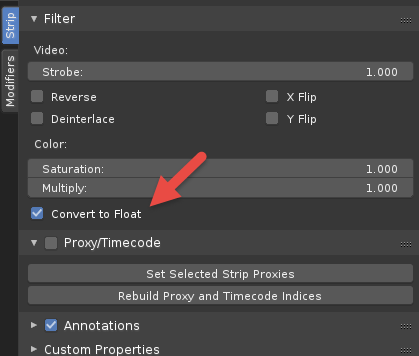 Strip
Modifiers
Filter
Video:
Strobe: 1.000
Reverse X Flip
Deinterlace Y Flip
Color:
Saturation: 1.000
Multiply: 1.000
Convert to Float
Proxy/Timecode
Set Selected Strip Proxies
Rebuild Proxy and Timecode Indices
Annotations
Custom Properties